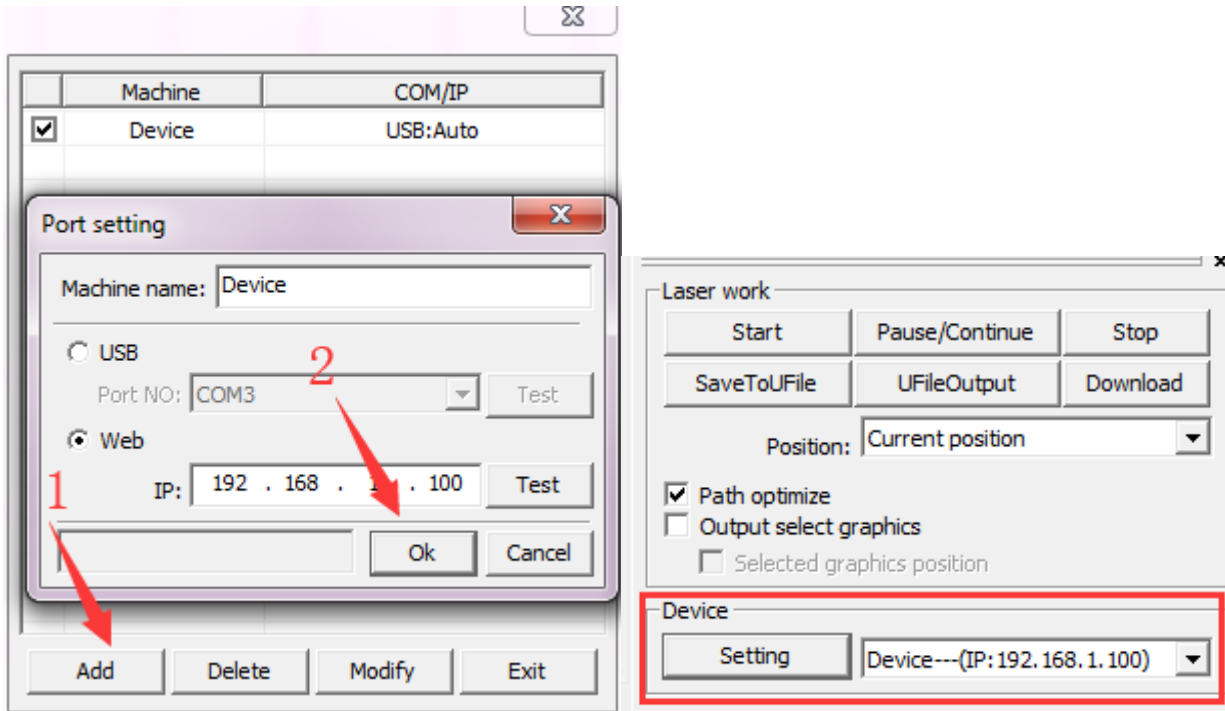 Machine COM/IP
Device USB:Auto
Port setting
Machine name: Device
USB
2
Port NO: COM3 Test
Web
1
IP: 192 . 168 . . 100 Test
Ok Cancel
Add Delete Modify Exit
Laser work
Start Pause/Continue Stop
SaveToUFile UFileOutput Download
Position: Current position
Path optimize
Output select graphics
Selected graphics position
Device
Setting Device---(IP:192.168.1.100)